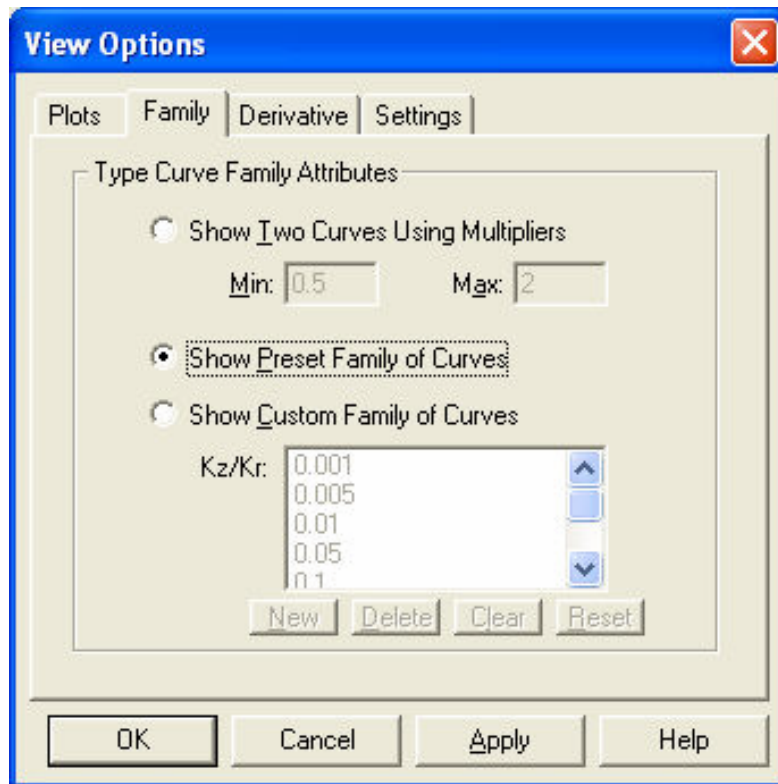 View Options
Plots Family Derivative Settings
Type Curve Family Attributes
Show Two Curves Using Multipliers
Min: 0.5 Max: 2
Show Preset Family of Curves
Show Custom Family of Curves
Kz/Kr: 0.001
0.005
0.01
0.05
0.1
New Delete Clear Reset
OK Cancel Apply Help